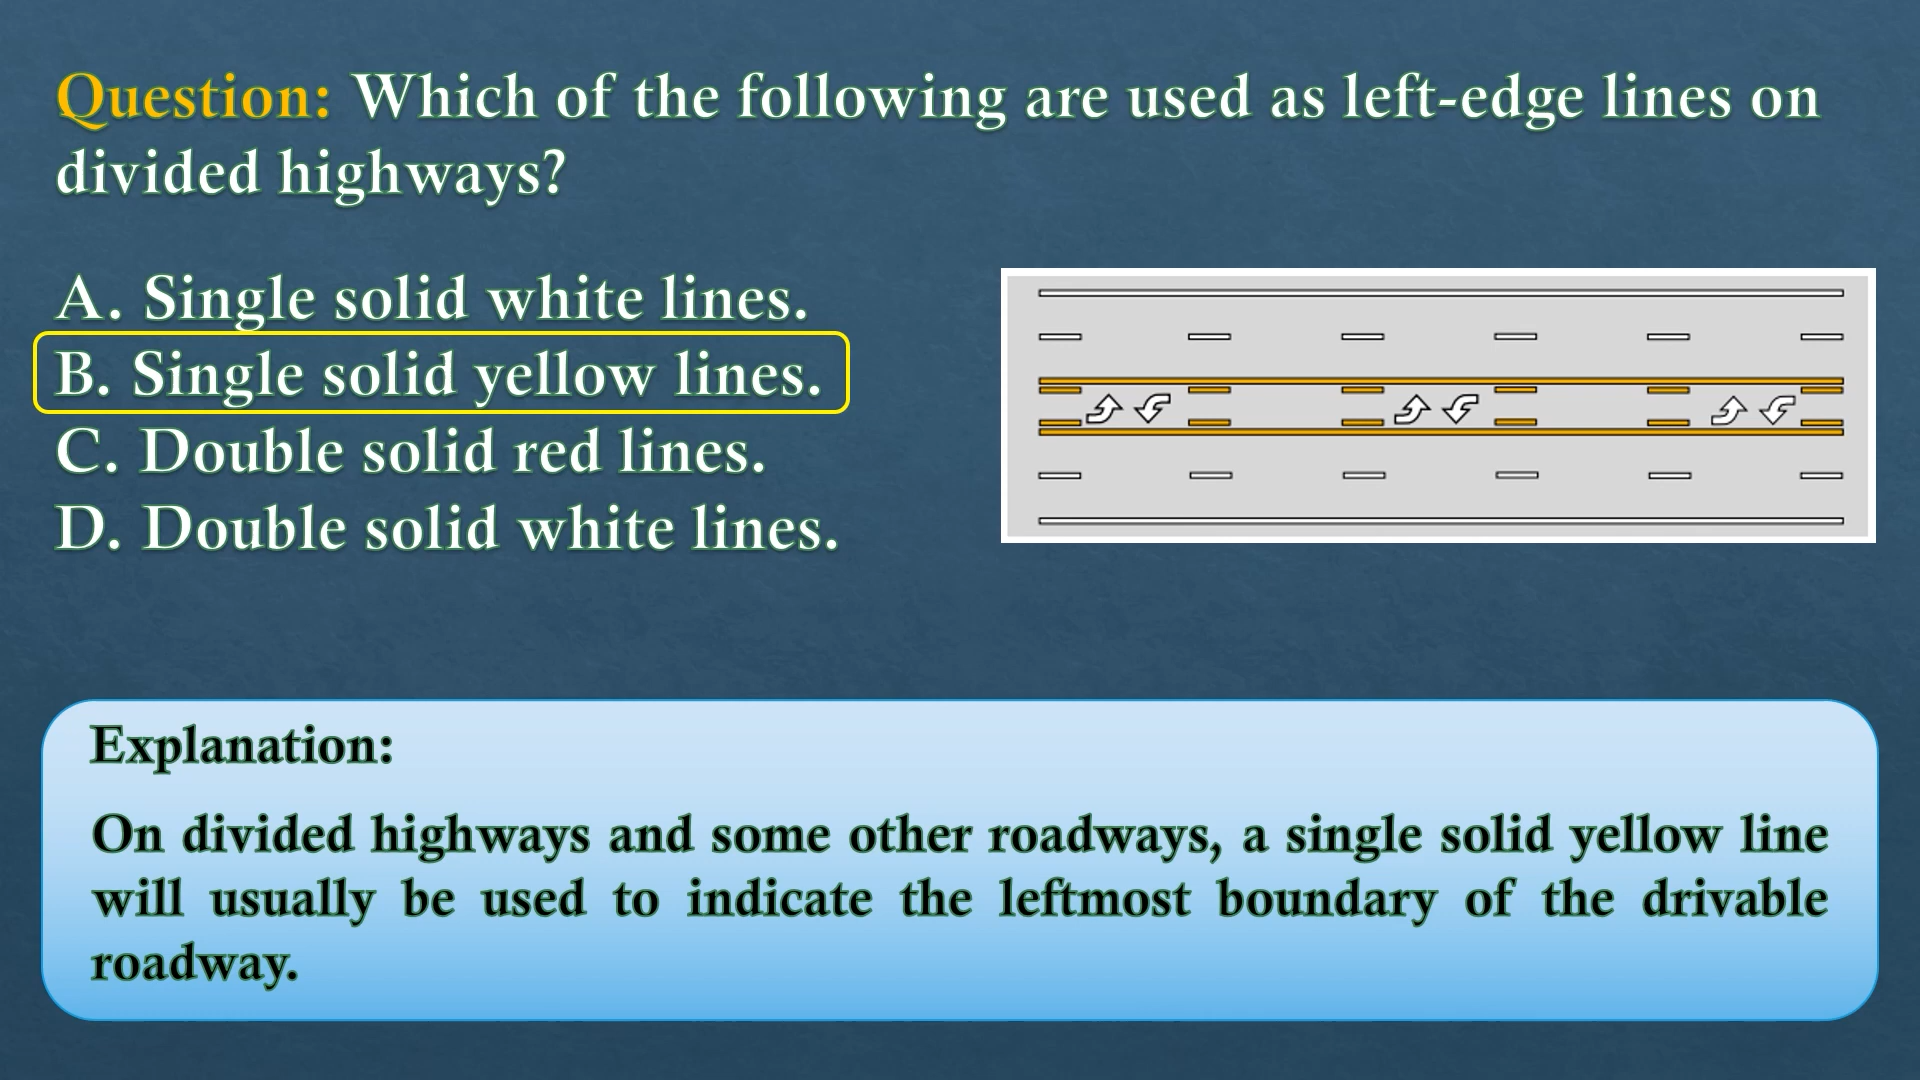 Question: Which of the following are used as left-edge lines on
divided highways?
A. Single solid white lines.
B. Single solid yellow lines.
C. Double solid red lines.
D. Double solid white lines.
Explanation:
On divided highways and some other roadways, a single solid yellow line
will usually be used to indicate the leftmost boundary of the drivable
roadway.